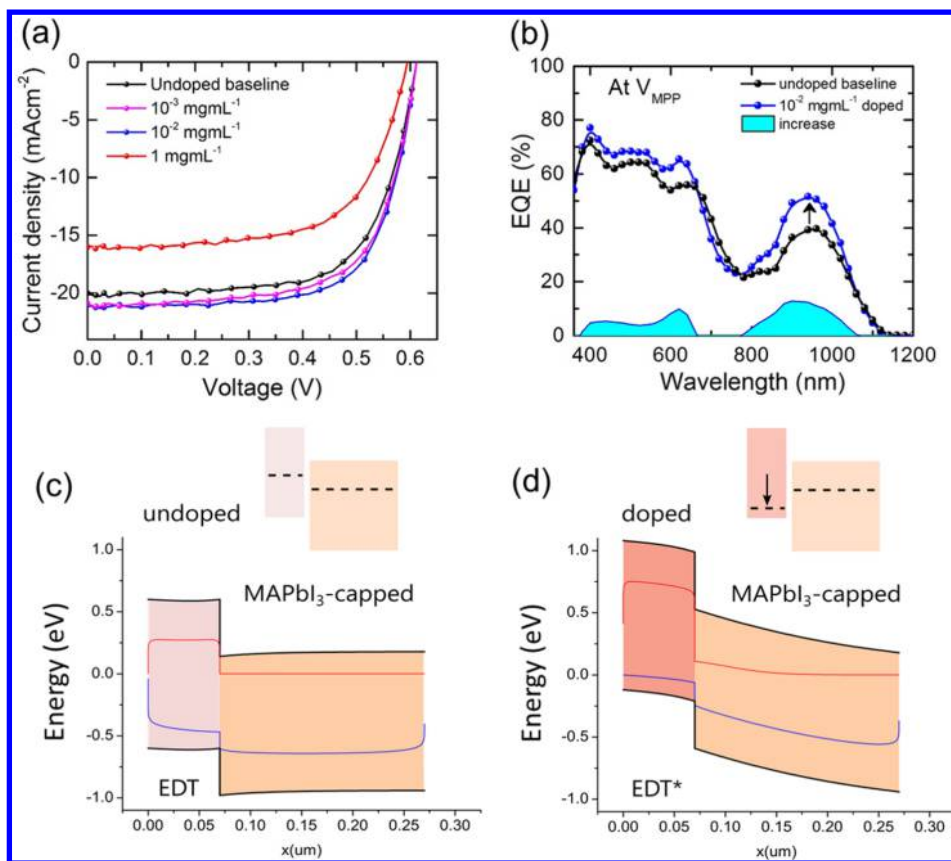 (a)
0
-5
-10
-15
-20
0.0 0.1 0.2 0.3 0.4 0.5 0.6
Current density (mAcm⁻²)
Voltage (V)
Undoped baseline
10⁻³ mgmL⁻¹
10⁻² mgmL⁻¹
1 mgmL⁻¹
(b)
100
80
60
40
20
0
400 600 800 1000 1200
EQE (%)
Wavelength (nm)
At V_MPP
undoped baseline
10⁻² mgmL⁻¹ doped
increase
(c)
undoped
MAPbI₃-capped
EDT
1.0
0.5
0.0
-0.5
-1.0
0.00 0.05 0.10 0.15 0.20 0.25 0.30
Energy (eV)
x(um)
(d)
doped
MAPbI₃-capped
EDT*
1.0
0.5
0.0
-0.5
-1.0
0.00 0.05 0.10 0.15 0.20 0.25 0.30
Energy (eV)
x(um)